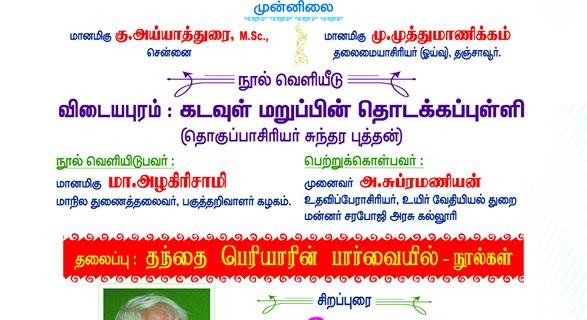 முன்னிலை
மானமிகு கு.அய்யாத்துரை, M.Sc.,
சென்னை
மானமிகு மு.முத்துமாணிக்கம்
தலைமையாசிரியர் (ஓய்வு), தஞ்சாவூர்.
நூல் வெளியீடு
விடையபுரம் : கடவுள் மறுப்பின் தொடக்கப்புள்ளி
(தொகுப்பாசிரியர் சுந்தர புத்தன்)
நூல் வெளியிடுபவர் :
மானமிகு மா.அழகிரிசாமி
மாநில துணைத்தலைவர், பகுத்தறிவாளர் கழகம்.
பெற்றுக்கொள்பவர் :
முனைவர் அ.சுப்ரமணியன்
உதவிப்பேராசிரியர், உயிர் வேதியியல் துறை
மன்னர் சரபோஜி அரசு கல்லூரி
தலைப்பு : தந்தை பெரியாரின் பார்வையில் - நூல்கள்
சிறப்புரை